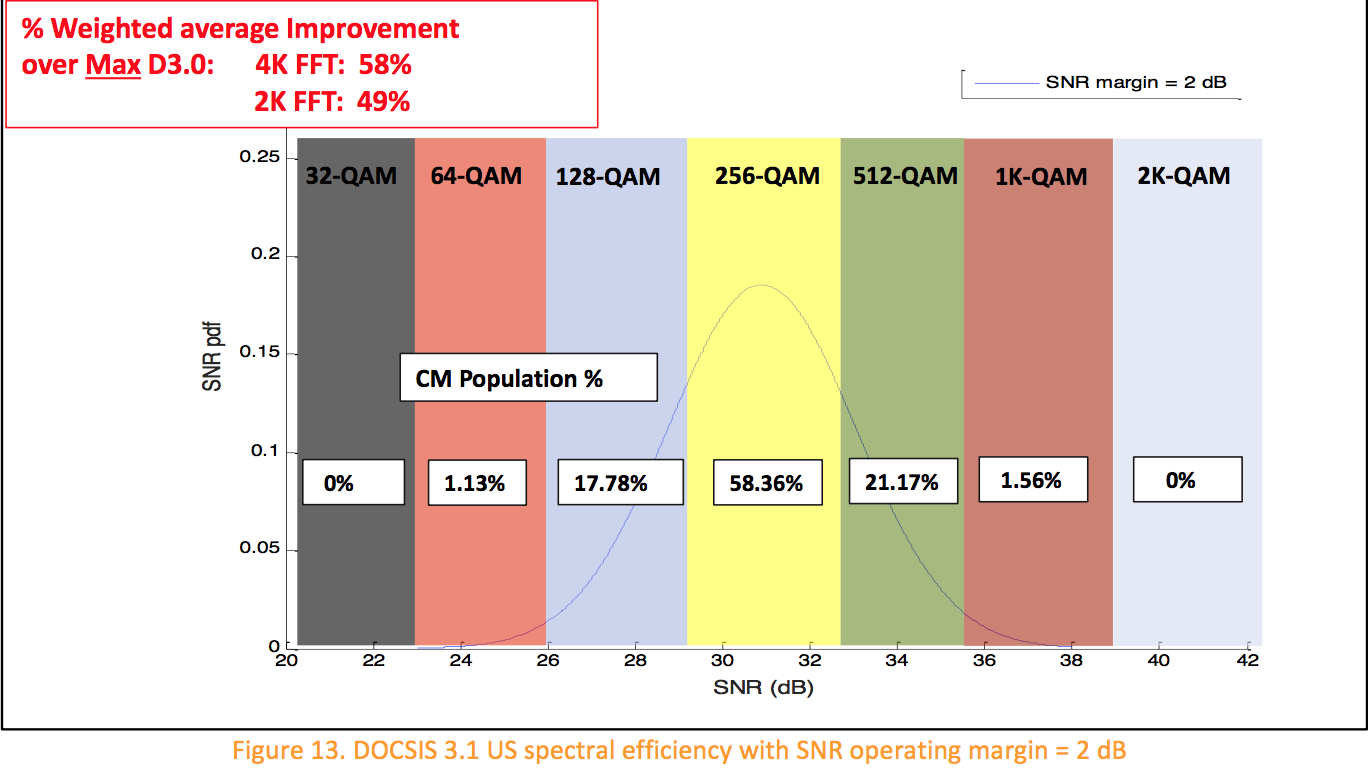 % Weighted average Improvement
over Max D3.0: 4K FFT: 58%
2K FFT: 49%
SNR margin = 2 dB
0.25
0.2
0.15
0.1
0.05
0
SNR pdf
32-QAM 64-QAM 128-QAM 256-QAM 512-QAM 1K-QAM 2K-QAM
CM Population %
0% 1.13% 17.78% 58.36% 21.17% 1.56% 0%
20 22 24 26 28 30 32 34 36 38 40 42
SNR (dB)
Figure 13. DOCSIS 3.1 US spectral efficiency with SNR operating margin = 2 dB